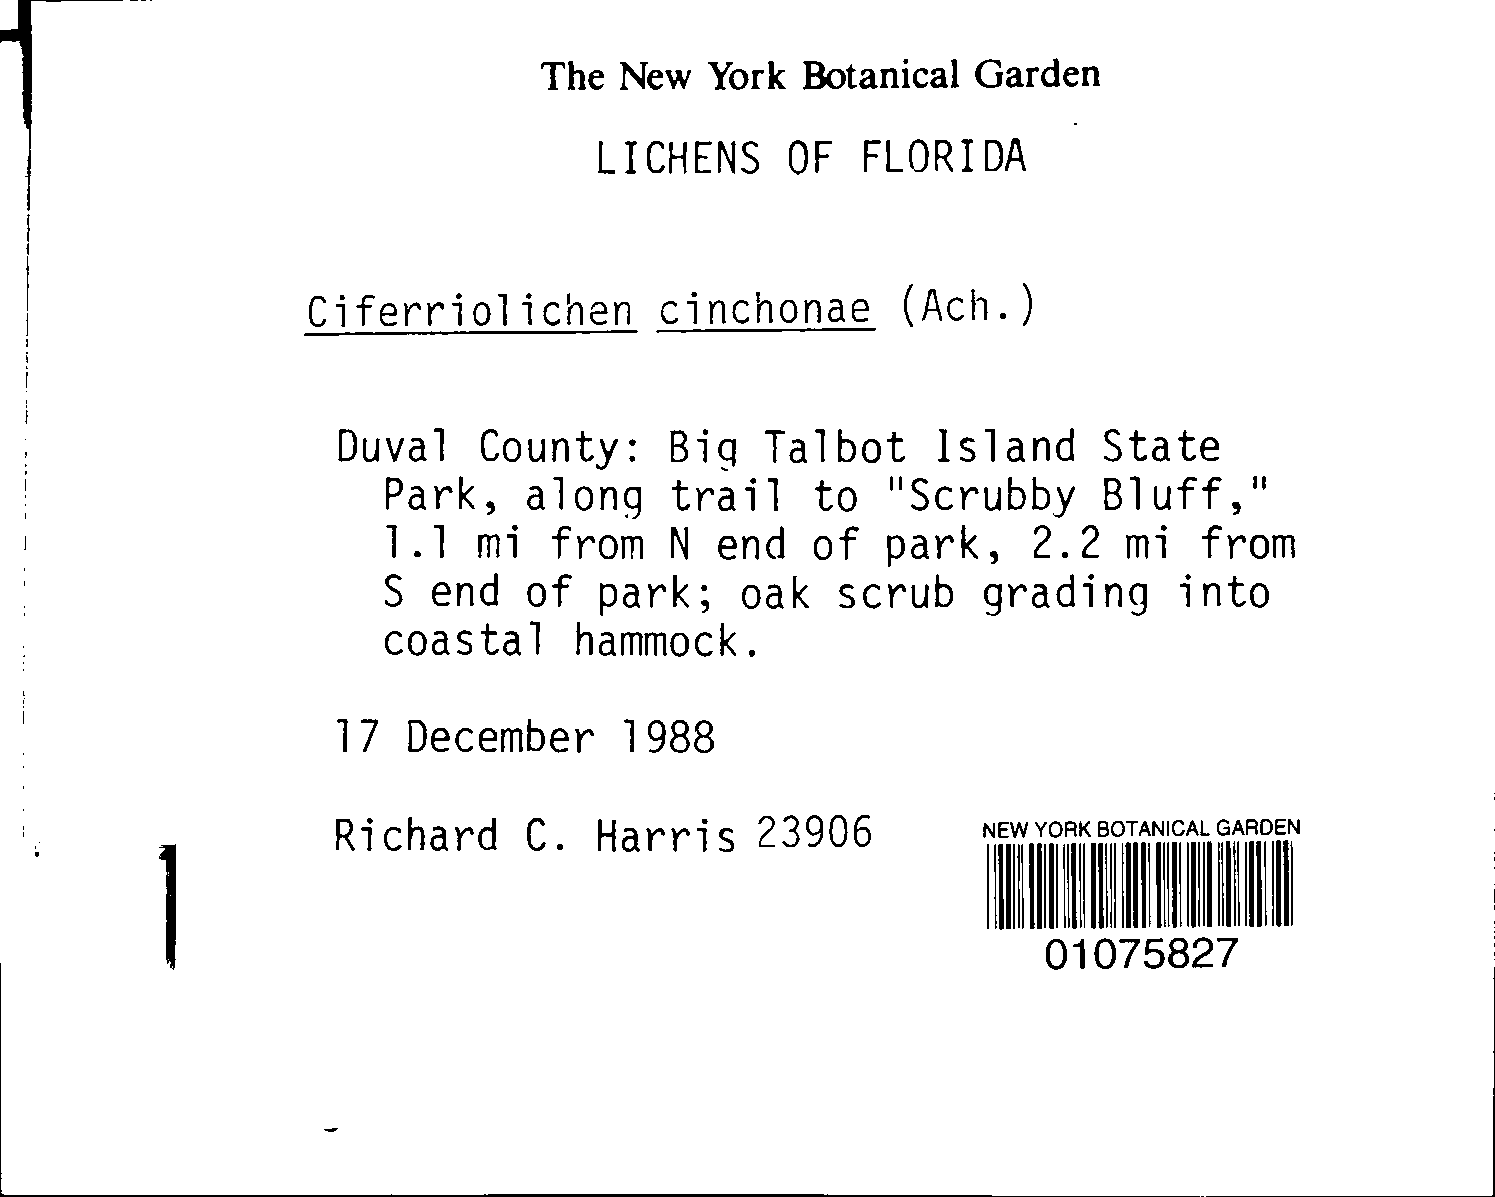 The New York Botanical Garden
LICHENS OF FLORIDA
Ciferriolichen cinchonae (Ach.)
Duval County: Big Talbot Island State
Park, along trail to "Scrubby Bluff,"
1.1 mi from N end of park, 2.2 mi from
S end of park; oak scrub grading into
coastal hammock.
17 December 1988
Richard C. Harris 23906
NEW YORK BOTANICAL GARDEN
01075827